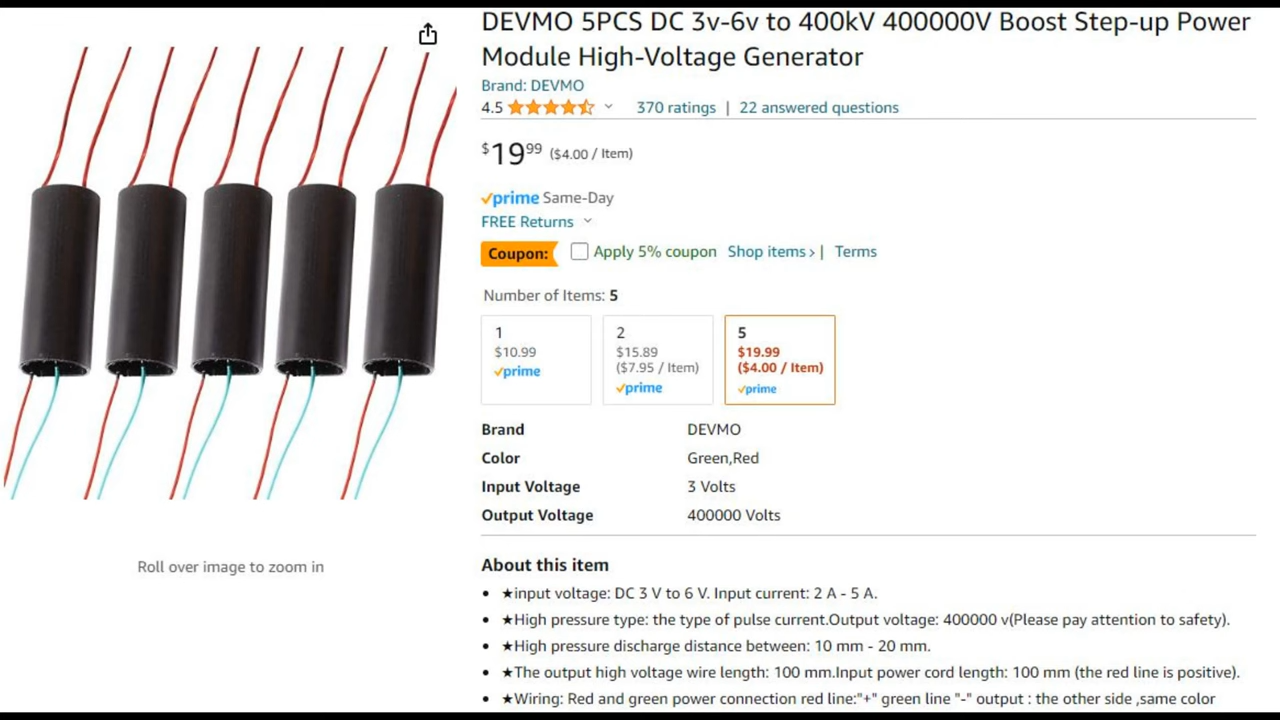 DEVMO 5PCS DC 3v-6v to 400kV 400000V Boost Step-up Power
Module High-Voltage Generator
Brand: DEVMO
4.5 370 ratings | 22 answered questions
$19.99 ($4.00 / Item)
prime Same-Day
FREE Returns
Coupon: Apply 5% coupon Shop items > | Terms
Number of Items: 5
1
$10.99
prime
2
$15.89
($7.95 / Item)
prime
5
$19.99
($4.00 / Item)
prime
Brand DEVMO
Color Green,Red
Input Voltage 3 Volts
Output Voltage 400000 Volts
Roll over image to zoom in
About this item
• ★input voltage: DC 3 V to 6 V. Input current: 2 A - 5 A.
• ★High pressure type: the type of pulse current.Output voltage: 400000 v(Please pay attention to safety).
• ★High pressure discharge distance between: 10 mm - 20 mm.
• ★The output high voltage wire length: 100 mm.Input power cord length: 100 mm (the red line is positive).
• ★Wiring: Red and green power connection red line:"+" green line "-" output : the other side ,same color